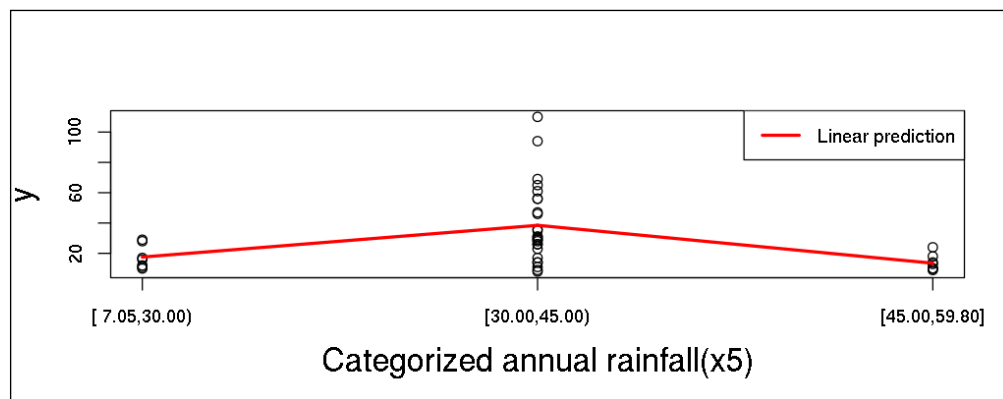 Linear prediction
y
100
60
20
[ 7.05,30.00)
[30.00,45.00)
[45.00,59.80]
Categorized annual rainfall(x5)